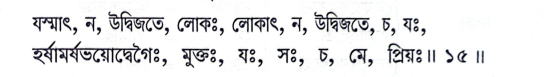 যস্মাৎ, ন, উদ্বিজতে, লোকঃ, লোকাৎ, ন, উদ্বিজতে, চ, যঃ,
হর্ষামর্ষভয়োদ্বেগৈঃ, মুক্তঃ, যঃ, সঃ, চ, মে, প্রিয়ঃ॥ ১৫ ॥